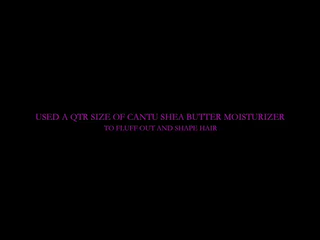 USED A QTR SIZE OF CANTU SHEA BUTTER MOISTURIZER
TO FLUFF OUT AND SHAPE HAIR